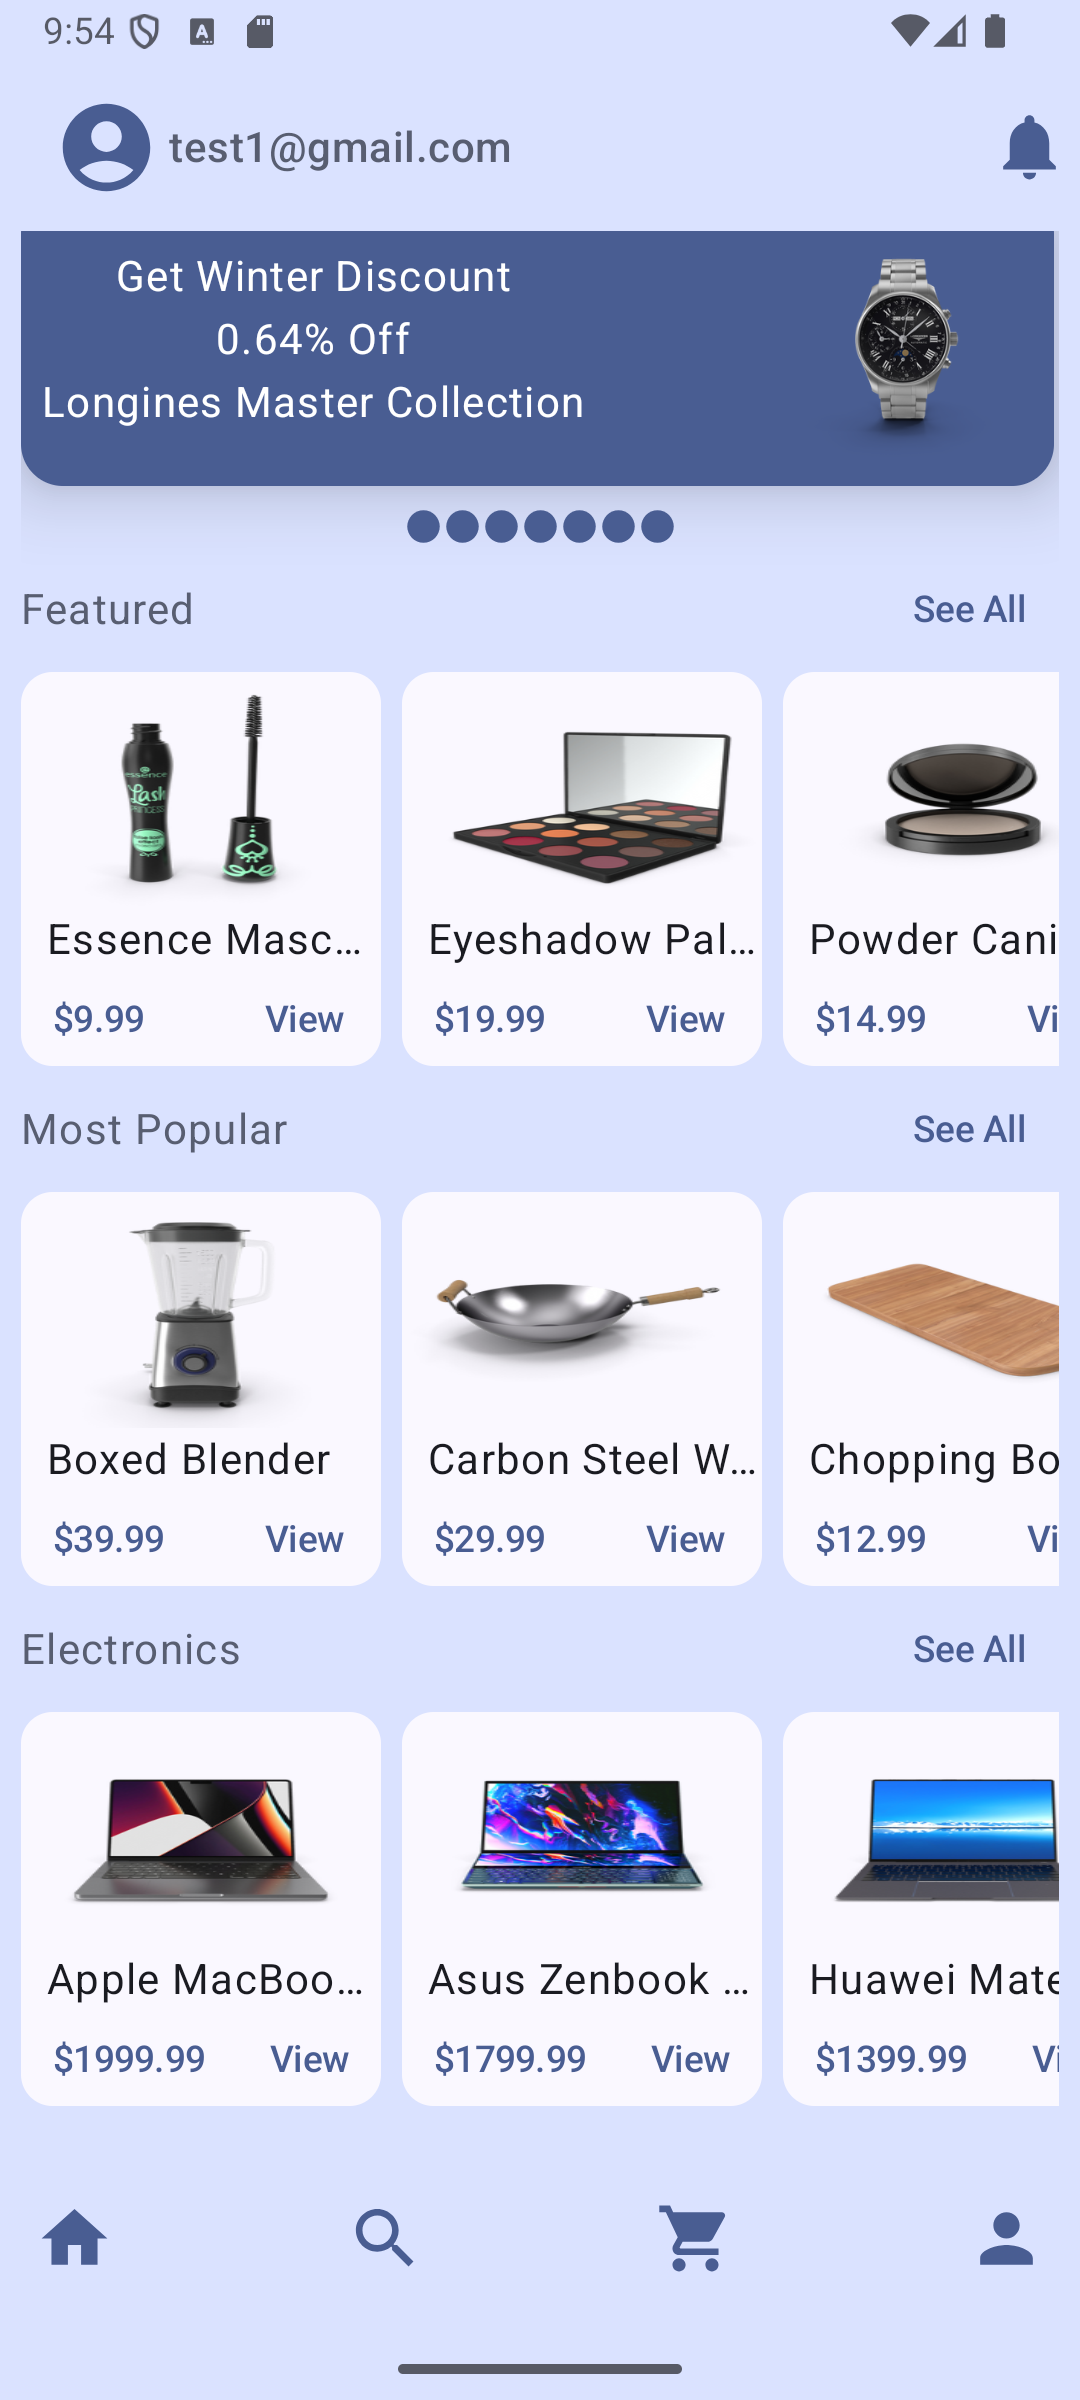 9:54
test1@gmail.com
Get Winter Discount
0.64% Off
Longines Master Collection
Featured
See All
essence
Lash
PRINCESS
Essence Masc...
$9.99
View
Eyeshadow Pal...
$19.99
View
Powder Cani
$14.99
Vi
Most Popular
See All
Boxed Blender
$39.99
View
Carbon Steel W...
$29.99
View
Chopping Bo
$12.99
Vi
Electronics
See All
Apple MacBoo...
$1999.99
View
Asus Zenbook ...
$1799.99
View
Huawei Mate
$1399.99
Vi